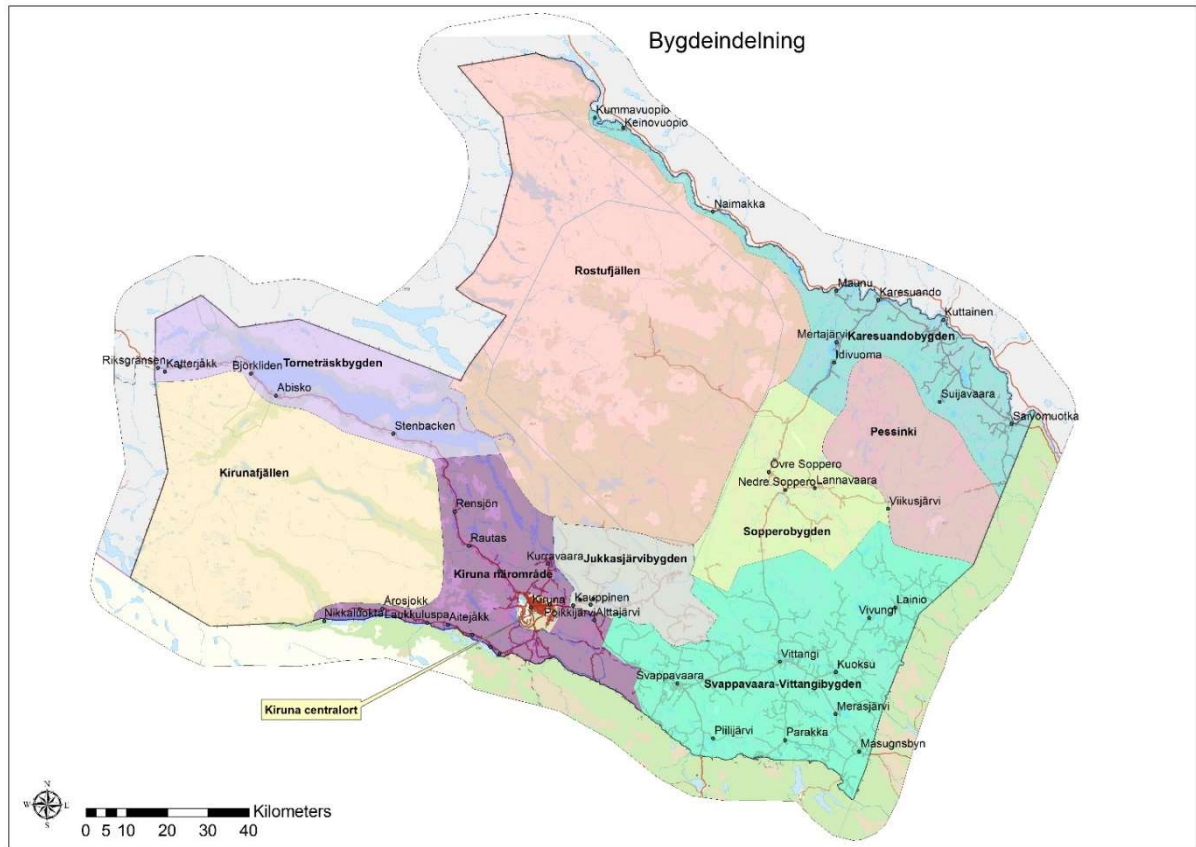 Bygdeindelning
Kummavuopio
Keinovuopio
Naimakka
Rostufjällen
Maunu
Karesuando
Kuttainen
Mertajärvi
Karesuandobygden
Idivuoma
Riksgränsen
Katterjåkk
Björkliden
Torneträskbygden
Abisko
Suijavaara
Saivomuotka
Stenbacken
Pessinki
Kirunafjällen
Övre Soppero
Nedre Soppero
Lannavaara
Viikusjärvi
Rensjön
Sopperobygden
Rautas
Kurravaara
Jukkasjärvibygden
Kiruna närområde
Kiruna
Kauppinen
Poikkijärvi
Alttajärvi
Årosjokk
Nikkaluokta
Laukkuluspa
Aitejåkk
Lainio
Vivungi
Vittangi
Kuoksu
Svappavaara
Svappavaara-Vittangibygden
Kiruna centralort
Merasjärvi
Piilijärvi
Parakka
Masugnsbyn
N
W
L
S
Kilometers
0 5 10 20 30 40